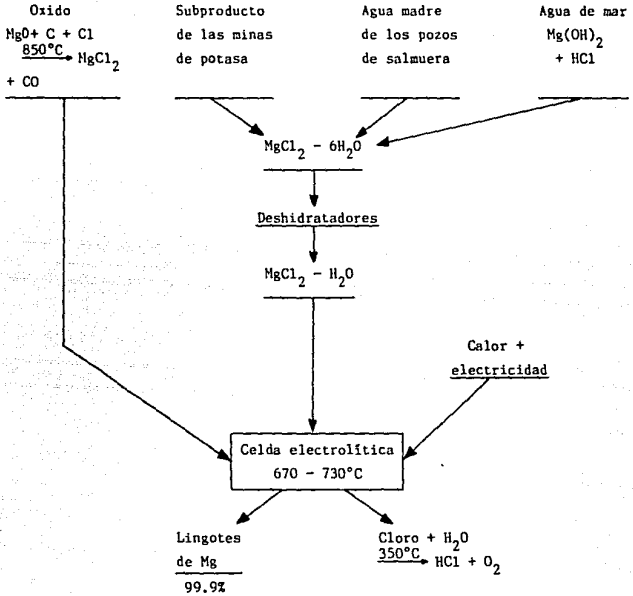 Oxido
MgO+ C + Cl
850°C → MgCl2
+ CO
Subproducto
de las minas
de potasa
Agua madre
de los pozos
de salmuera
Agua de mar
Mg(OH)2
+ HCl
MgCl2 - 6H2O
Deshidratadores
MgCl2 - H2O
Calor +
electricidad
Celda electrolítica
670 - 730°C
Lingotes
de Mg
99.9%
Cloro + H2O
350°C → HCl + O2